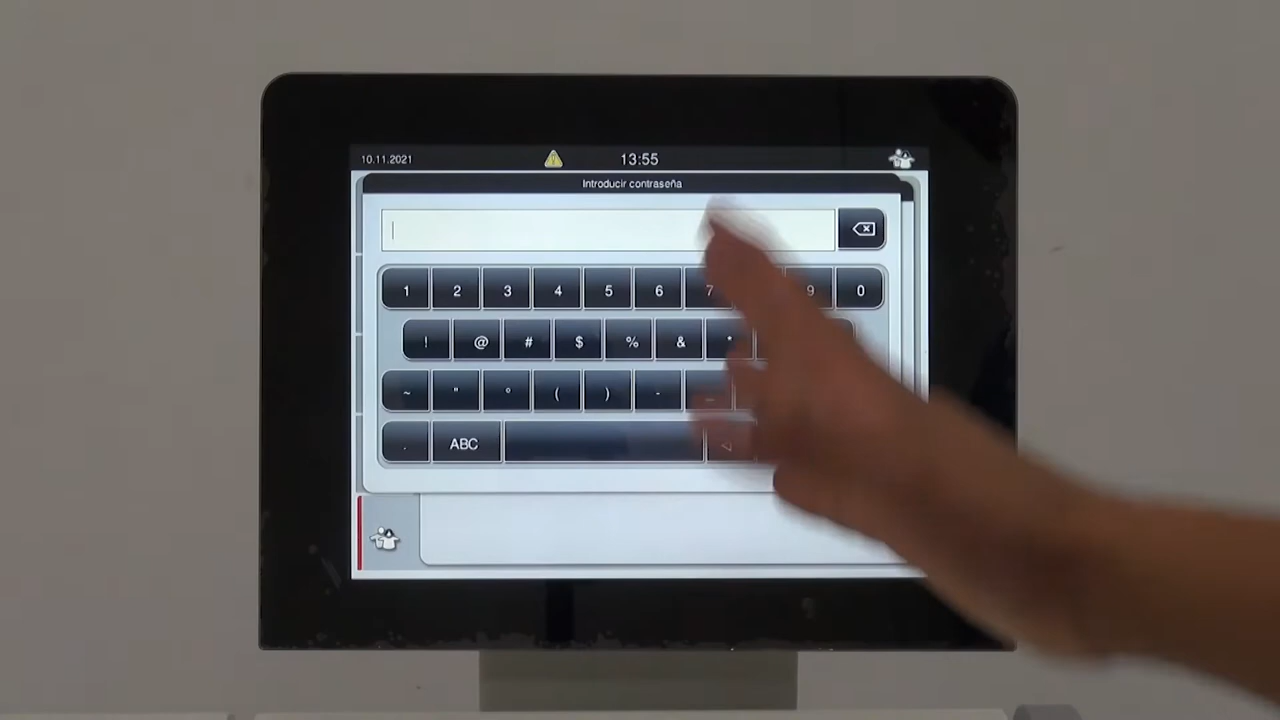 10.11.2021 13:55
Introducir contraseña
1 2 3 4 5 6 7 9 0
! @ # $ % & *
~ " ° ( ) - _
. ABC